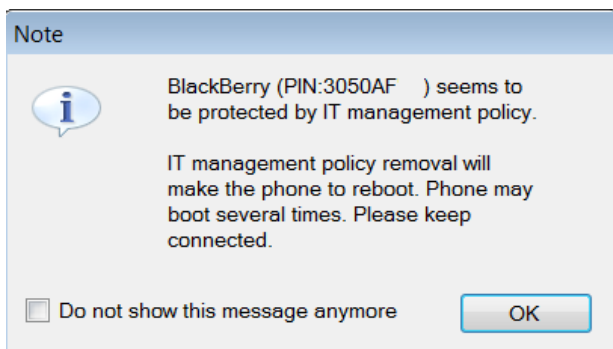 Note
BlackBerry (PIN:3050AF    ) seems to
be protected by IT management policy.
IT management policy removal will
make the phone to reboot. Phone may
boot several times. Please keep
connected.
Do not show this message anymore
OK